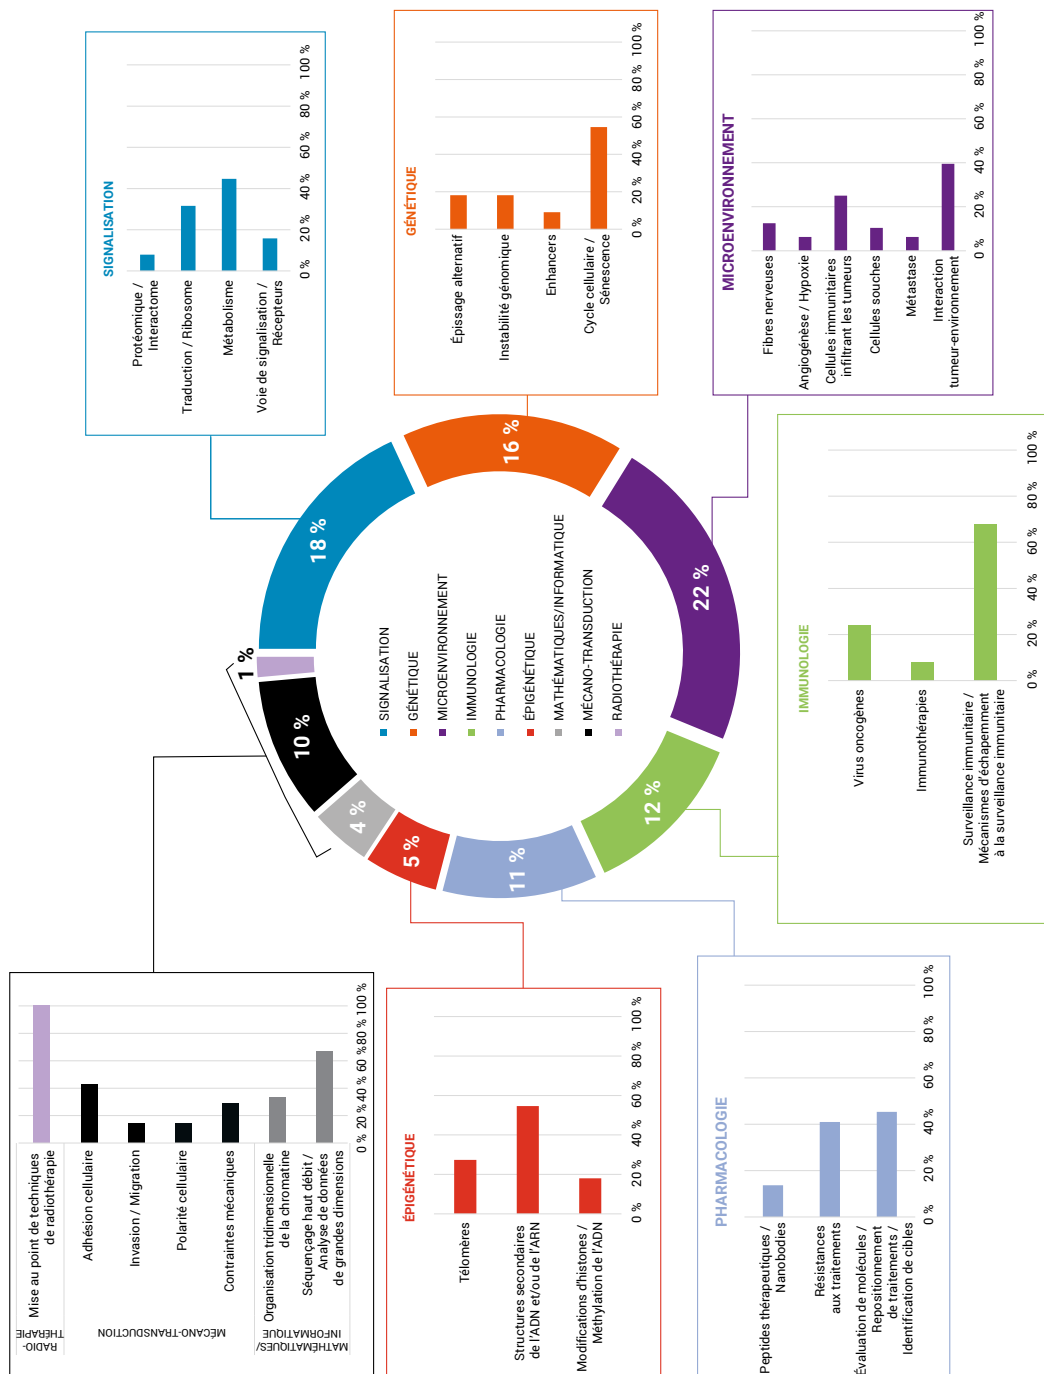 SIGNALISATION
Protéomique /
Interactome
Traduction / Ribosome
Métabolisme
Voie de signalisation /
Récepteurs
0 %
20 %
40 %
60 %
80 %
100 %
GÉNÉTIQUE
Épissage alternatif
Instabilité génomique
Enhancers
Cycle cellulaire /
Sénescence
0 %
20 %
40 %
60 %
80 %
100 %
MICROENVIRONNEMENT
Fibres nerveuses
Angiogénèse / Hypoxie
Cellules immunitaires
infiltrant les tumeurs
Cellules souches
Métastase
Interaction
tumeur-environnement
0 %
20 %
40 %
60 %
80 %
100 %
18 %
16 %
22 %
12 %
11 %
5 %
4 %
10 %
1 %
SIGNALISATION
GÉNÉTIQUE
MICROENVIRONNEMENT
IMMUNOLOGIE
PHARMACOLOGIE
ÉPIGÉNÉTIQUE
MATHÉMATIQUES/INFORMATIQUE
MÉCANO-TRANSDUCTION
RADIOTHÉRAPIE
IMMUNOLOGIE
Virus oncogènes
Immunothérapies
Surveillance immunitaire /
Mécanismes d'échapemment
à la surveillance immunitaire
0 %
20 %
40 %
60 %
80 %
100 %
RADIO-
THÉRAPIE
Mise au point de techniques
de radiothérapie
MÉCANO-TRANSDUCTION
Adhésion cellulaire
Invasion / Migration
Polarité cellulaire
Contraintes mécaniques
MATHÉMATIQUES/
INFORMATIQUE
Organisation tridimensionnelle
de la chromatine
Séquençage haut débit /
Analyse de données
de grandes dimensions
0 %
20 %
40 %
60 %
80 %
100 %
ÉPIGÉNÉTIQUE
Télomères
Structures secondaires
de l'ADN et/ou de l'ARN
Modifications d'histones /
Méthylation de l'ADN
0 %
20 %
40 %
60 %
80 %
100 %
PHARMACOLOGIE
Peptides thérapeutiques /
Nanobodies
Résistances
aux traitements
Évaluation de molécules /
Repositionnement
de traitements /
Identification de cibles
0 %
20 %
40 %
60 %
80 %
100 %